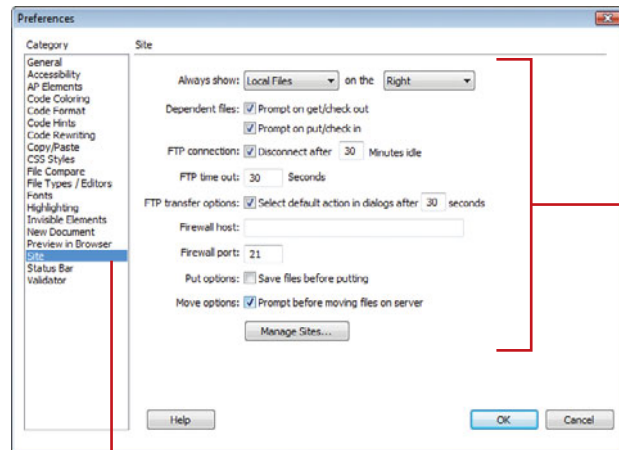 Preferences
Category
Site
General
Accessibility
AP Elements
Code Coloring
Code Format
Code Hints
Code Rewriting
Copy/Paste
CSS Styles
File Compare
File Types / Editors
Fonts
Highlighting
Invisible Elements
New Document
Preview in Browser
Site
Status Bar
Validator
Always show: Local Files on the Right
Dependent files: Prompt on get/check out
Prompt on put/check in
FTP connection: Disconnect after 30 Minutes idle
FTP time out: 30 Seconds
FTP transfer options: Select default action in dialogs after 30 seconds
Firewall host:
Firewall port: 21
Put options: Save files before putting
Move options: Prompt before moving files on server
Manage Sites...
Help
OK
Cancel